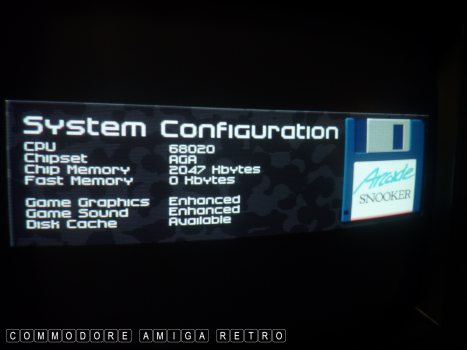 System Configuration
CPU 68020
Chipset AGA
Chip Memory 2047 Kbytes
Fast Memory 0 Kbytes
Game Graphics Enhanced
Game Sound Enhanced
Disk Cache Available
Arcade
SNOOKER
COMMODORE AMIGA RETRO